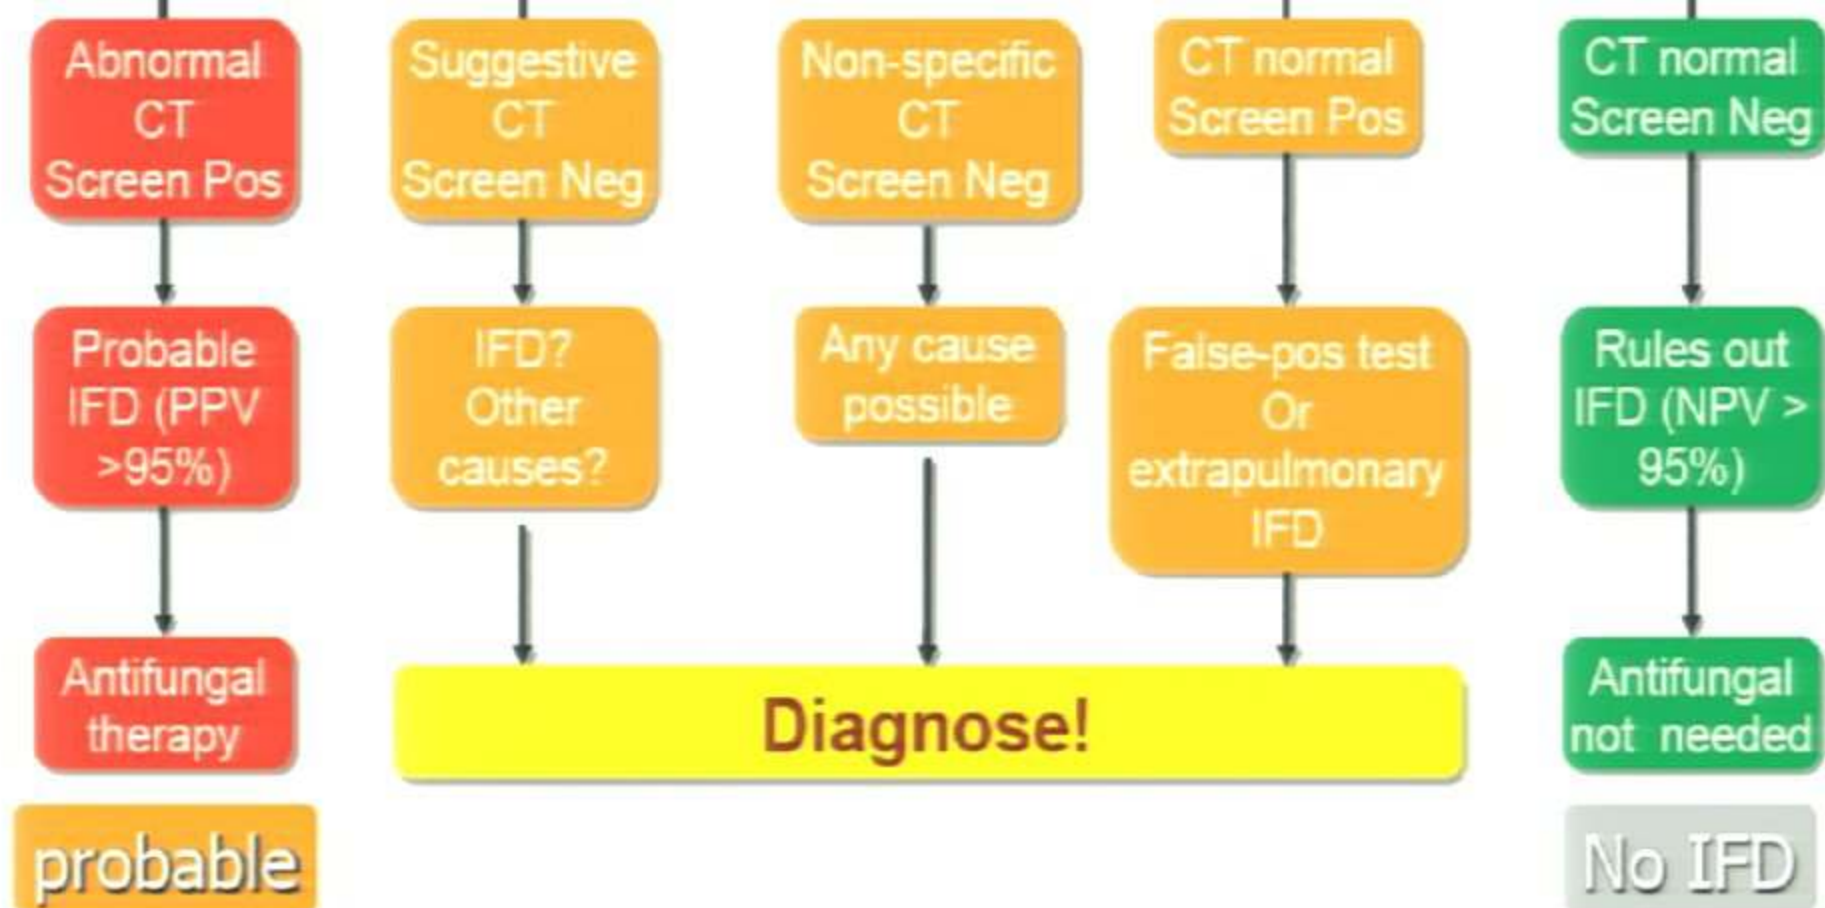 Abnormal
CT
Screen Pos
Suggestive
CT
Screen Neg
Non-specific
CT
Screen Neg
CT normal
Screen Pos
CT normal
Screen Neg
Probable
IFD (PPV
>95%)
IFD?
Other
causes?
Any cause
possible
False-pos test
Or
extrapulmonary
IFD
Rules out
IFD (NPV >
95%)
Antifungal
therapy
Diagnose!
Antifungal
not needed
probable
No IFD